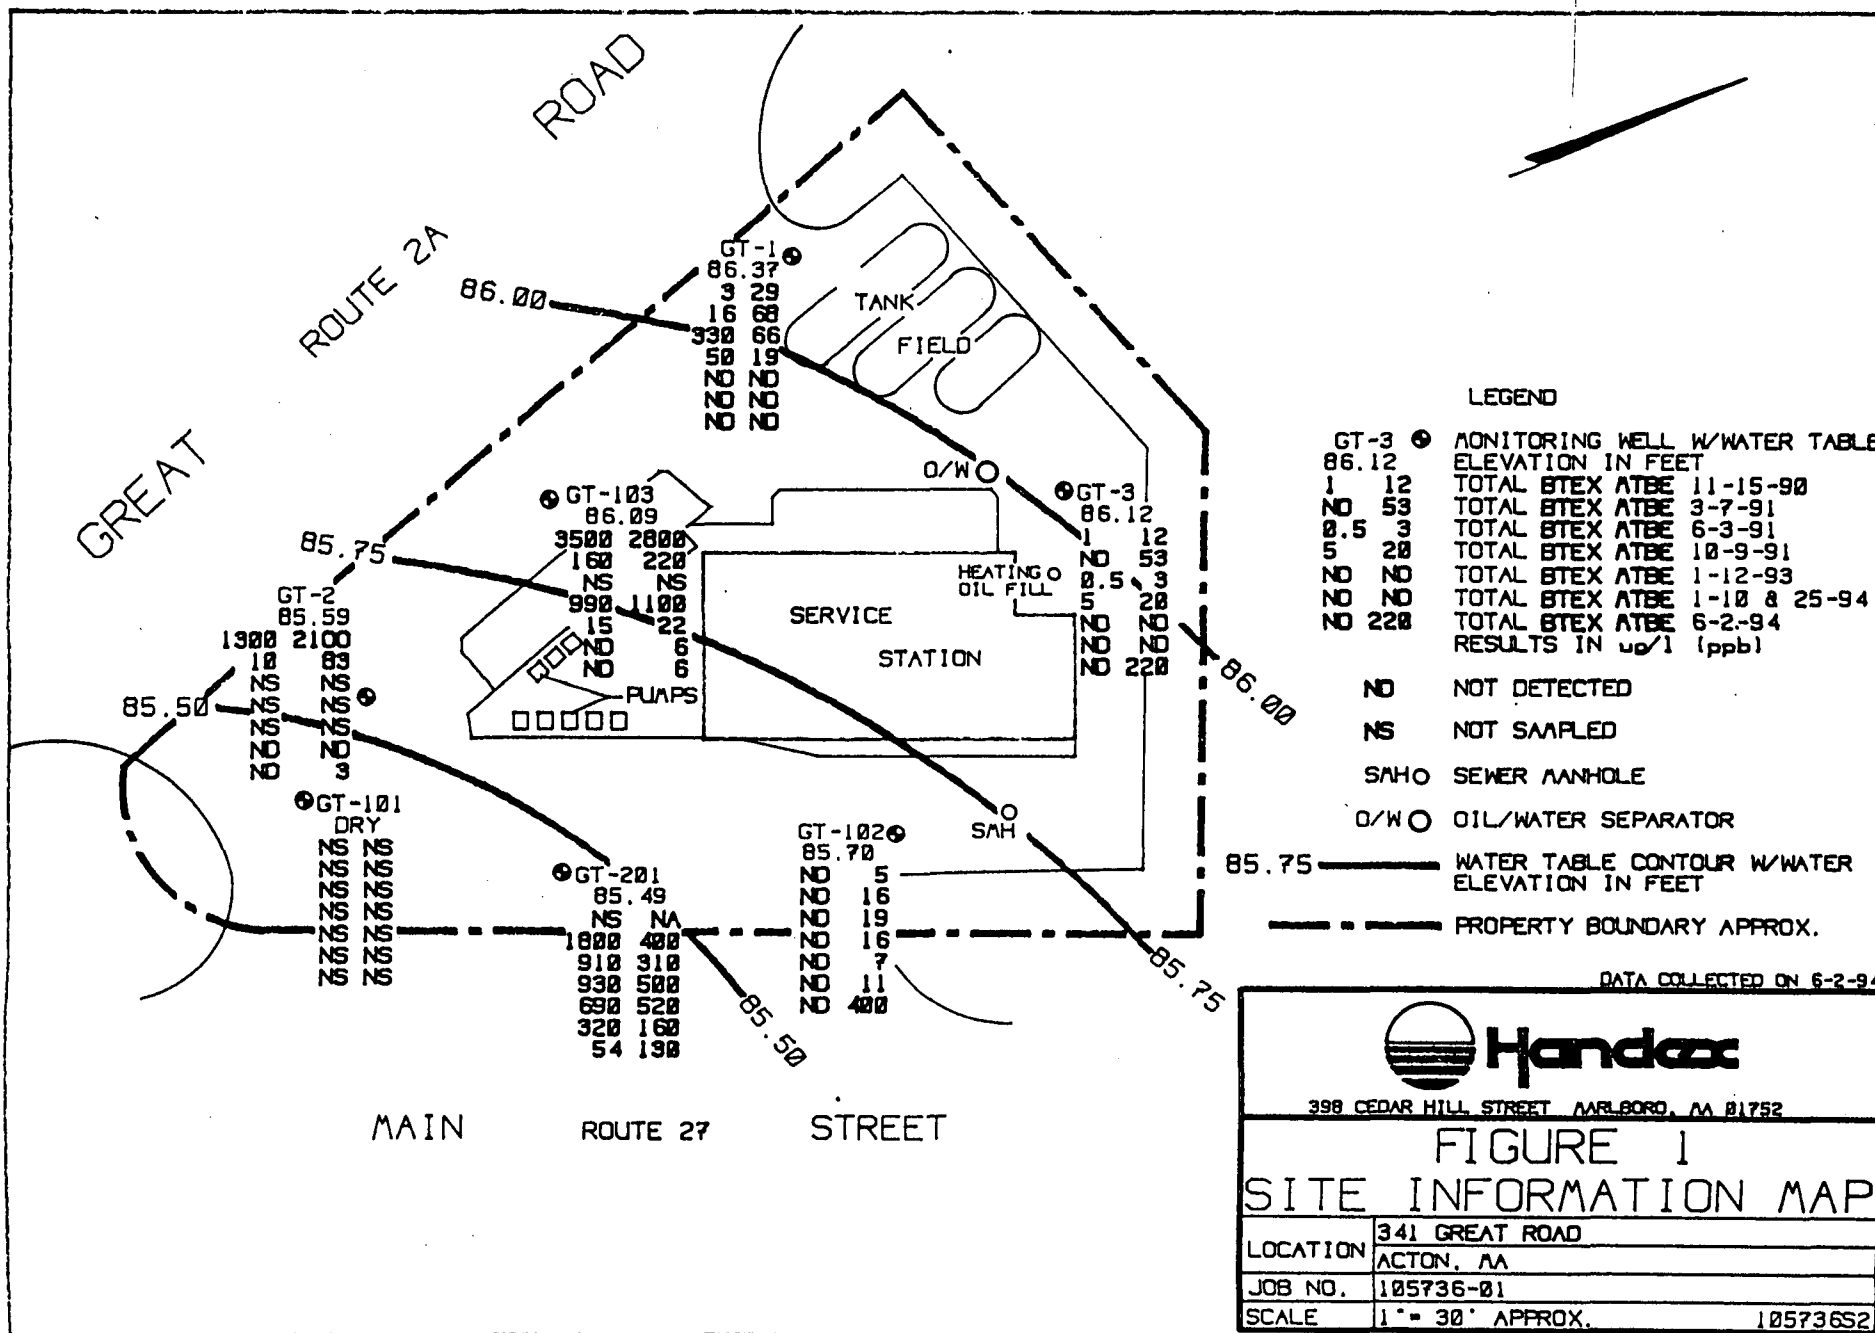 ROAD
ROUTE 2A
GREAT
86.00
GT-1
86.37
3 29
16 68
330 66
50 19
ND ND
ND ND
ND ND
TANK
FIELD
O/W
GT-103
86.09
3500 2800
160 220
NS NS
990 1100
15 22
ND 6
ND 6
GT-3
86.12
1 12
ND 53
0.5 3
5 20
ND ND
ND ND
ND 220
HEATING
OIL FILL
SERVICE
STATION
PUMPS
85.75
GT-2
85.59
1300 2100
10 83
NS NS
NS NS
NS NS
ND ND
ND 3
85.50
86.00
GT-101
DRY
NS NS
NS NS
NS NS
NS NS
NS NS
NS NS
NS NS
GT-201
85.49
NS NA
1800 400
910 310
930 500
690 520
320 160
54 130
SMH
GT-102
85.70
ND 5
ND 16
ND 19
ND 16
ND 7
ND 11
ND 400
85.75
85.50
MAIN ROUTE 27 STREET
LEGEND
GT-3 MONITORING WELL W/WATER TABLE
86.12 ELEVATION IN FEET
1 12 TOTAL BTEX MTBE 11-15-90
ND 53 TOTAL BTEX MTBE 3-7-91
0.5 3 TOTAL BTEX MTBE 6-3-91
5 20 TOTAL BTEX MTBE 10-9-91
ND ND TOTAL BTEX MTBE 1-12-93
ND ND TOTAL BTEX MTBE 1-10 & 25-94
ND 220 TOTAL BTEX MTBE 6-2-94
RESULTS IN ug/l (ppb)
ND NOT DETECTED
NS NOT SAMPLED
SMH SEWER MANHOLE
O/W OIL/WATER SEPARATOR
85.75 WATER TABLE CONTOUR W/WATER
ELEVATION IN FEET
PROPERTY BOUNDARY APPROX.
DATA COLLECTED ON 6-2-94
Handex
398 CEDAR HILL STREET MARLBORO, MA 01752
FIGURE 1
SITE INFORMATION MAP
LOCATION 341 GREAT ROAD
ACTON, MA
JOB NO. 105736-01
SCALE 1"= 30' APPROX. 105736S2